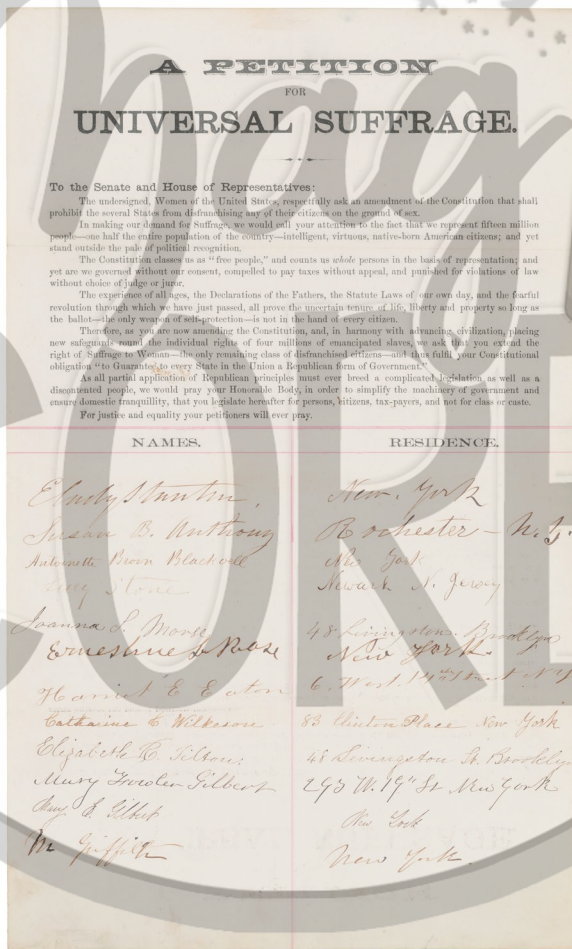 A PETITION
FOR
UNIVERSAL SUFFRAGE.
To the Senate and House of Representatives:
The undersigned, Women of the United States, respectfully ask an amendment of the Constitution that shall
prohibit the several States from disfranchising any of their citizens on the ground of sex.
In making our demand for Suffrage, we would call your attention to the fact that we represent fifteen million
people—one half the entire population of the country—intelligent, virtuous, native-born American citizens; and yet
stand outside the pale of political recognition.
The Constitution classes us as "free people," and counts us whole persons in the basis of representation; and
yet are we governed without our consent, compelled to pay taxes without appeal, and punished for violations of law
without choice of judge or juror.
The experience of all ages, the Declarations of the Fathers, the Statute Laws of our own day, and the fearful
revolution through which we have just passed, all prove the uncertain tenure of life, liberty and property so long as
the ballot—the only weapon of self-protection—is not in the hand of every citizen.
Therefore, as you are now amending the Constitution, and, in harmony with advancing civilization, placing
new safeguards round the individual rights of four millions of emancipated slaves, we ask that you extend the
right of Suffrage to Woman—the only remaining class of disfranchised citizens—and thus fulfil your Constitutional
obligation "to Guarantee to every State in the Union a Republican form of Government."
As all partial application of Republican principles must ever breed a complicated legislation as well as a
discontented people, we would pray your Honorable Body, in order to simplify the machinery of government and
ensure domestic tranquillity, that you legislate hereafter for persons, citizens, tax-payers, and not for class or caste.
For justice and equality your petitioners will ever pray.
NAMES. RESIDENCE.
E Cady Stanton, New. York
Susan B. Anthony Rochester - N.Y.
Antoinette Brown Blackwell New York
Lucy Stone Newark N. Jersey
Joanna S. Morse 48 Livingston. Brooklyn
Ernestine L Rose New York
Harriet E Eaton 6. West. 14th Street N.Y
Catharine C Wilkeson 83 Clinton Place New York
Elizabeth R. Tilton: 48 Livingston St. Brooklyn
Mary Fowler Gilbert 293 W. 19" St New York
Mary E. Gilbert New York
M Griffith New York.
Chag
CORE